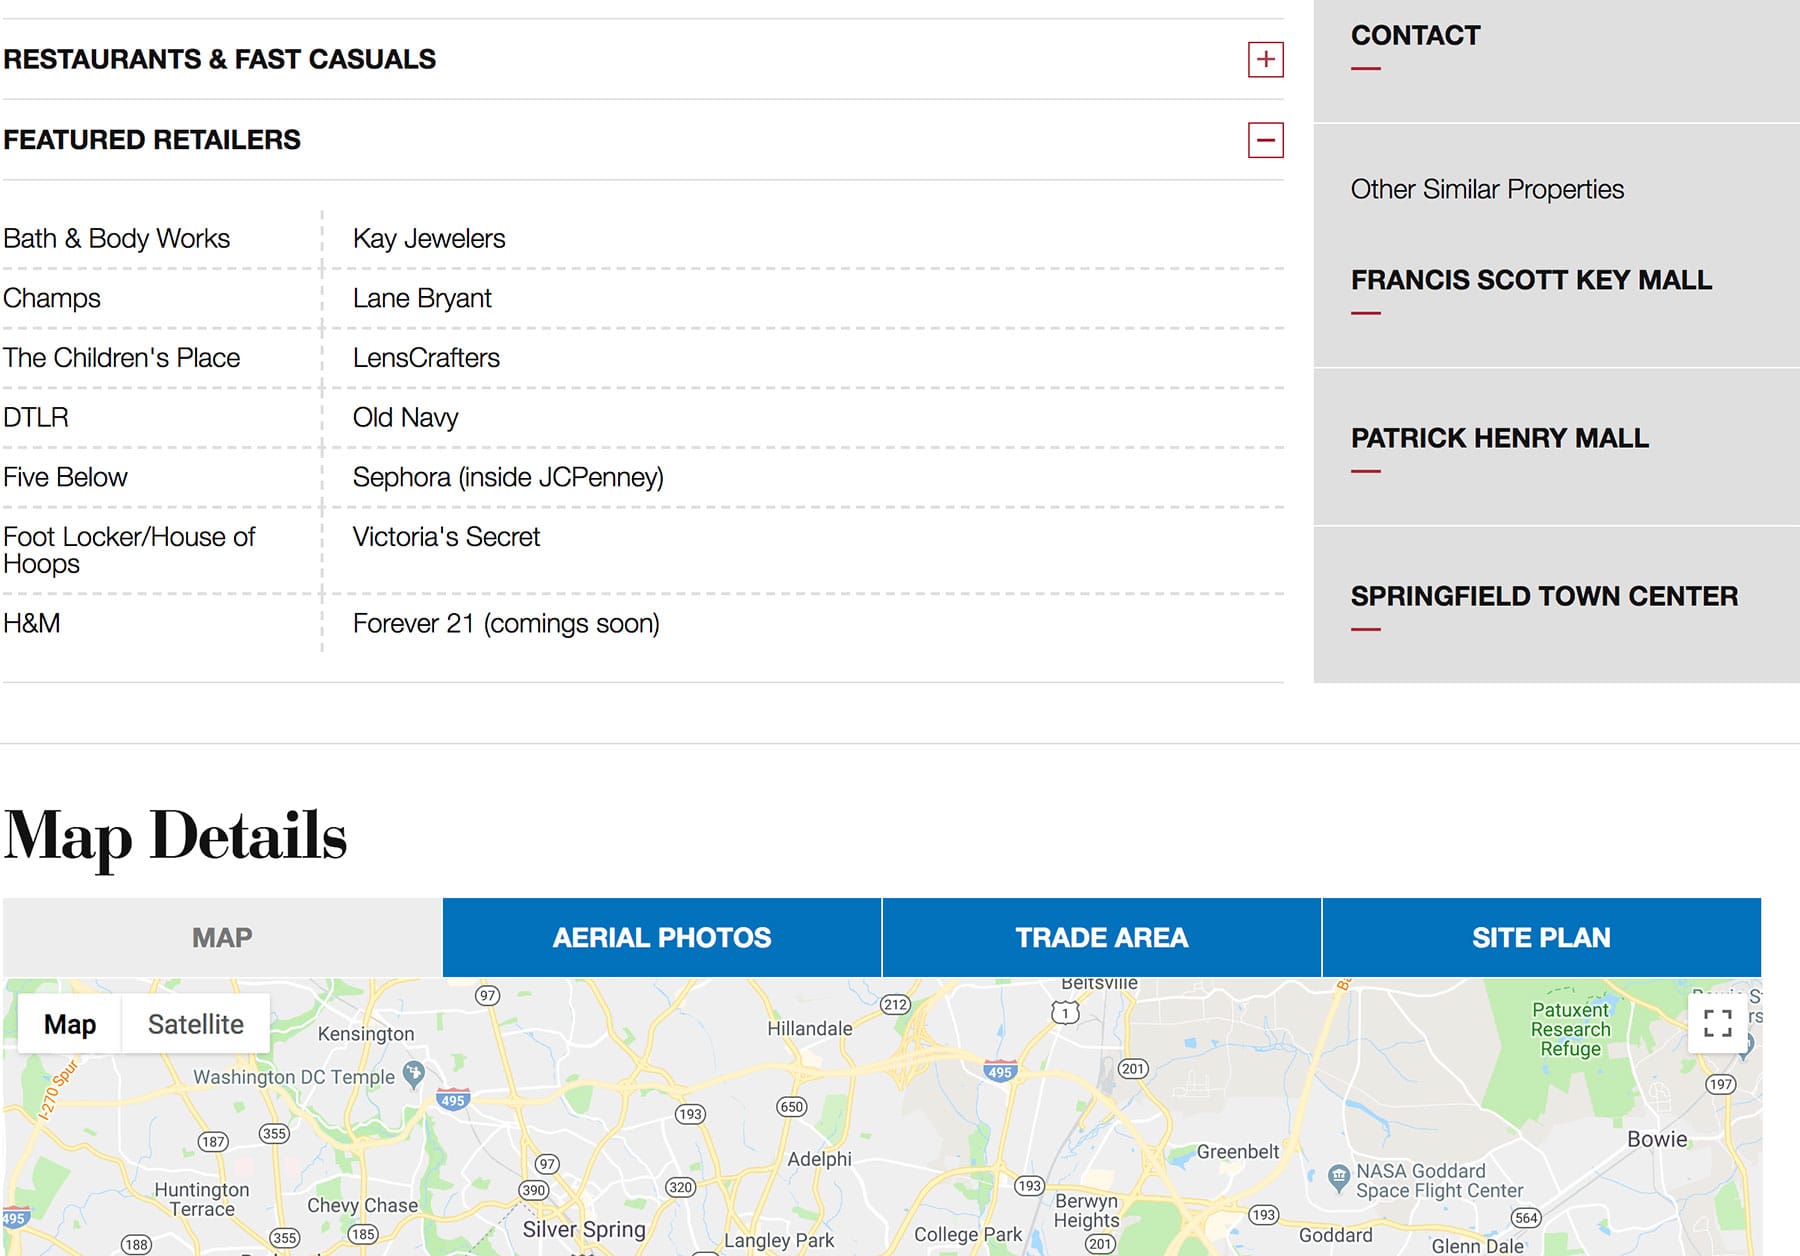 RESTAURANTS & FAST CASUALS
FEATURED RETAILERS
Bath & Body Works
Kay Jewelers
Champs
Lane Bryant
The Children's Place
LensCrafters
DTLR
Old Navy
Five Below
Sephora (inside JCPenney)
Foot Locker/House of
Hoops
Victoria's Secret
H&M
Forever 21 (comings soon)
CONTACT
Other Similar Properties
FRANCIS SCOTT KEY MALL
PATRICK HENRY MALL
SPRINGFIELD TOWN CENTER
Map Details
MAP
AERIAL PHOTOS
TRADE AREA
SITE PLAN
Map
Satellite
97
212
Beltsville
1
Patuxent
Research
Refuge
Kensington
Hillandale
Washington DC Temple
I-270 Spur
495
495
201
197
193
650
187
355
Adelphi
Greenbelt
Bowie
97
390
320
193
NASA Goddard
Space Flight Center
Huntington
Terrace
Chevy Chase
Berwyn
Heights
495
188
355
185
Silver Spring
Langley Park
College Park
201
193
Goddard
564
Glenn Dale